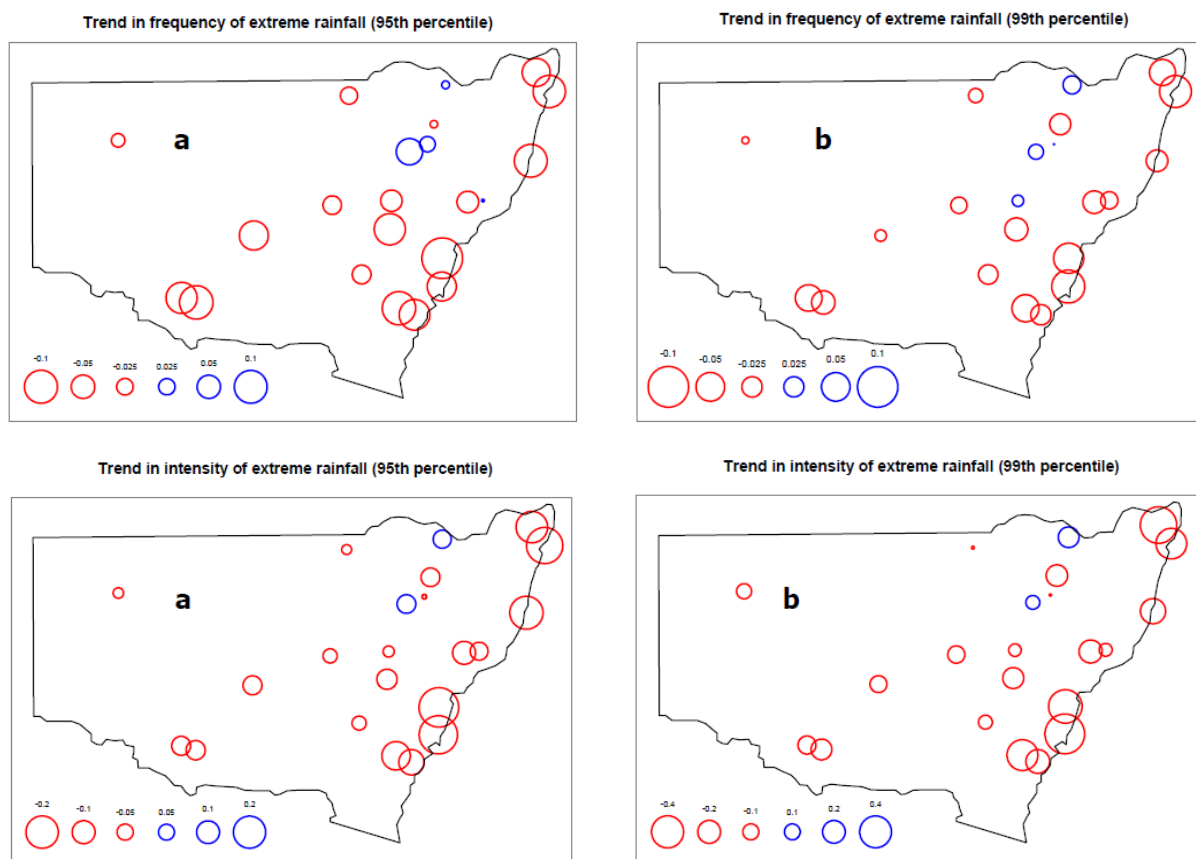 Trend in frequency of extreme rainfall (95th percentile)
a
-0.1 -0.05 -0.025 0.025 0.05 0.1
Trend in frequency of extreme rainfall (99th percentile)
b
-0.1 -0.05 -0.025 0.025 0.05 0.1
Trend in intensity of extreme rainfall (95th percentile)
a
-0.2 -0.1 -0.05 0.05 0.1 0.2
Trend in intensity of extreme rainfall (99th percentile)
b
-0.4 -0.2 -0.1 0.1 0.2 0.4